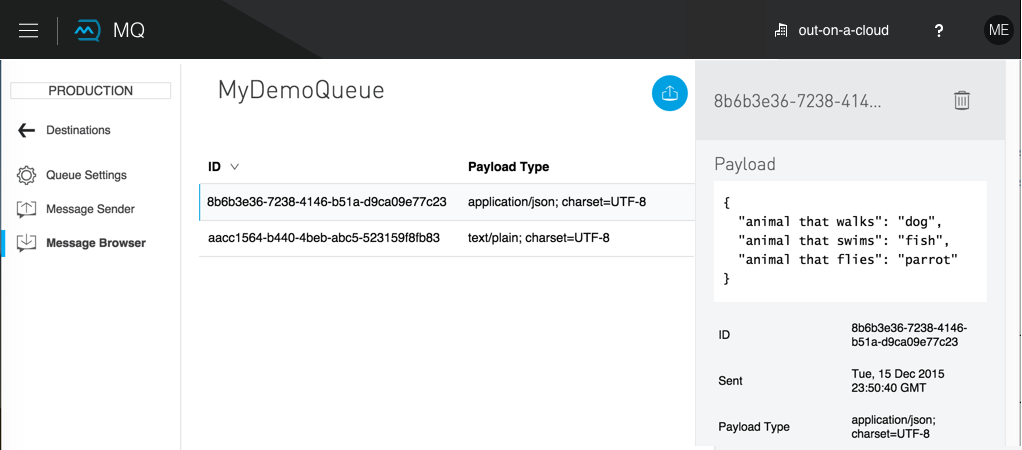 MQ
out-on-a-cloud
?
ME
PRODUCTION
Destinations
Queue Settings
Message Sender
Message Browser
MyDemoQueue
ID
Payload Type
8b6b3e36-7238-4146-b51a-d9ca09e77c23
application/json; charset=UTF-8
aacc1564-b440-4beb-abc5-523159f8fb83
text/plain; charset=UTF-8
8b6b3e36-7238-414...
Payload
{
"animal that walks": "dog",
"animal that swims": "fish",
"animal that flies": "parrot"
}
ID
8b6b3e36-7238-4146-
b51a-d9ca09e77c23
Sent
Tue, 15 Dec 2015
23:50:40 GMT
Payload Type
application/json;
charset=UTF-8